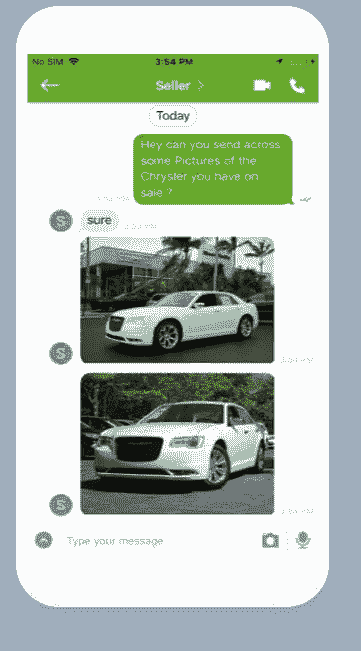 No SIM 3:54 PM
Seller
Today
Hey can you send across
some Pictures of the
Chrysler you have on
sale ?
S sure
S
S
Type your message